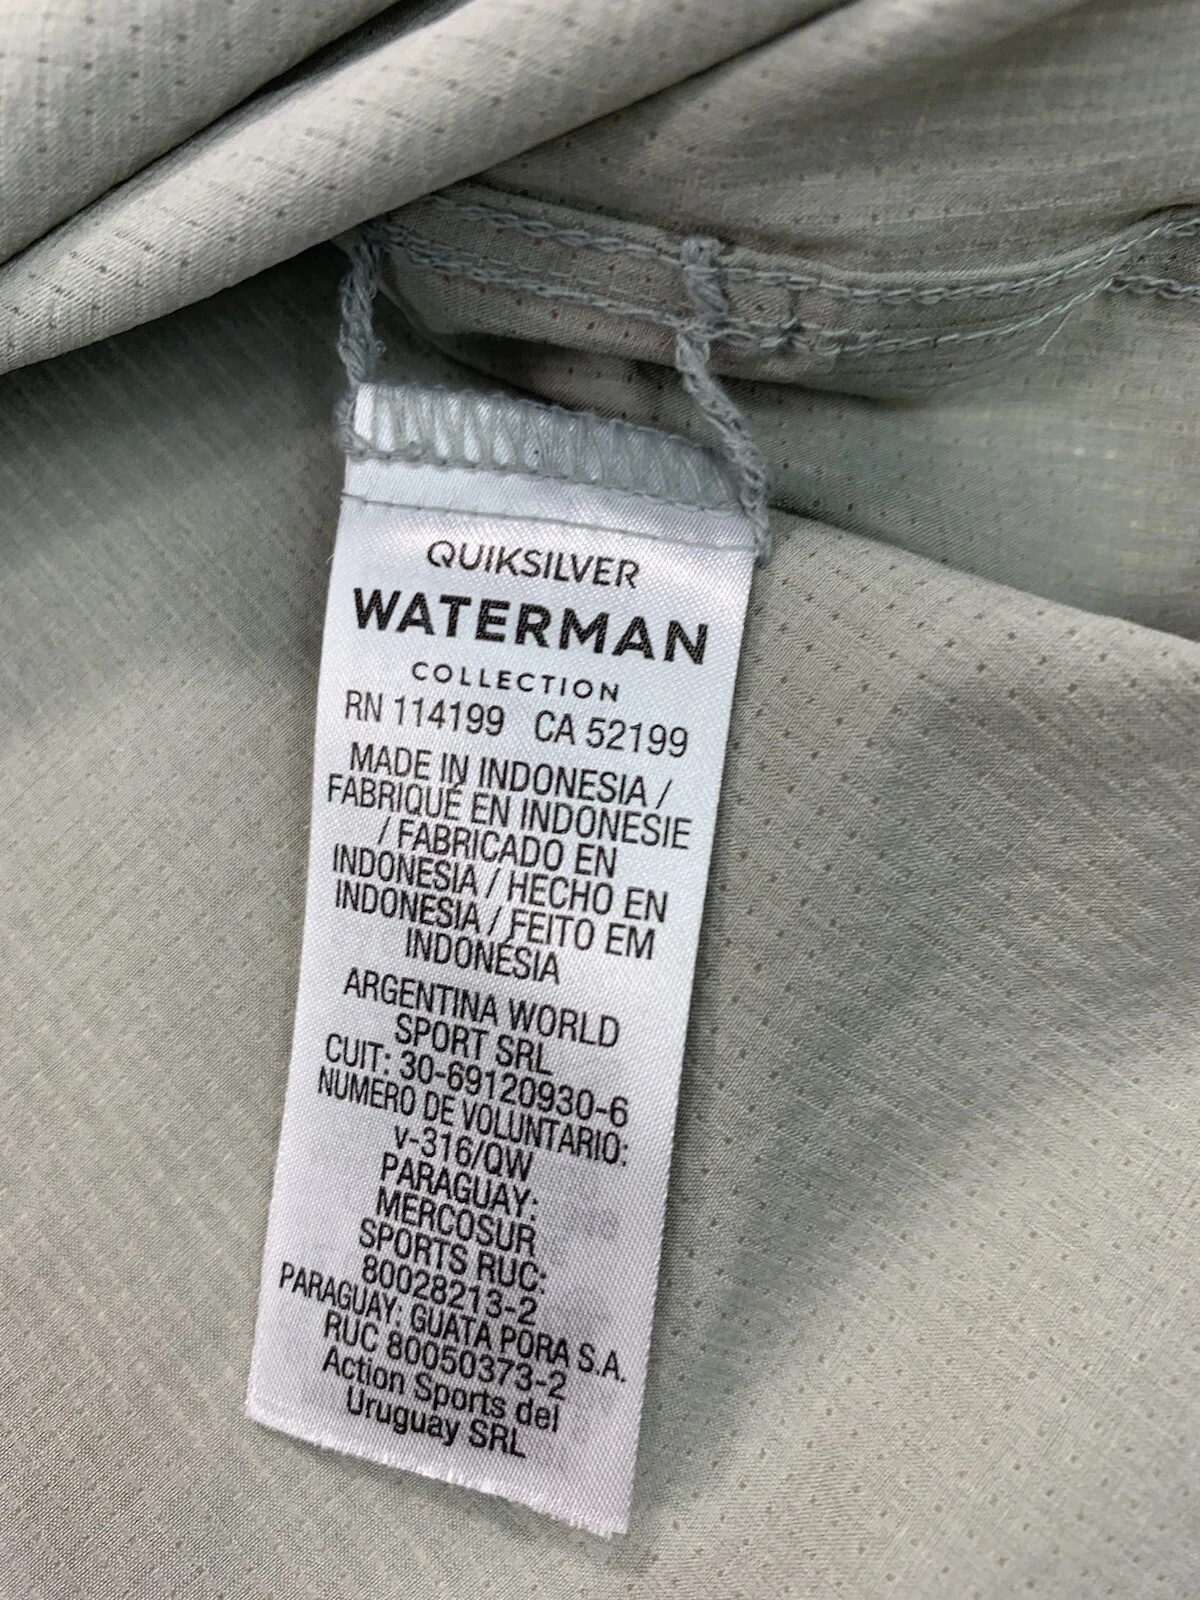 QUIKSILVER
WATERMAN
COLLECTION
RN 114199 CA 52199
MADE IN INDONESIA /
FABRIQUÉ EN INDONESIE
/ FABRICADO EN
INDONESIA / HECHO EN
INDONESIA / FEITO EM
INDONÉSIA
ARGENTINA WORLD
SPORT SRL
CUIT: 30-69120930-6
NUMERO DE VOLUNTARIO:
v-316/QW
PARAGUAY:
MERCOSUR
SPORTS RUC:
80028213-2
PARAGUAY: GUATA PORA S.A.
RUC 80050373-2
Action Sports del
Uruguay SRL